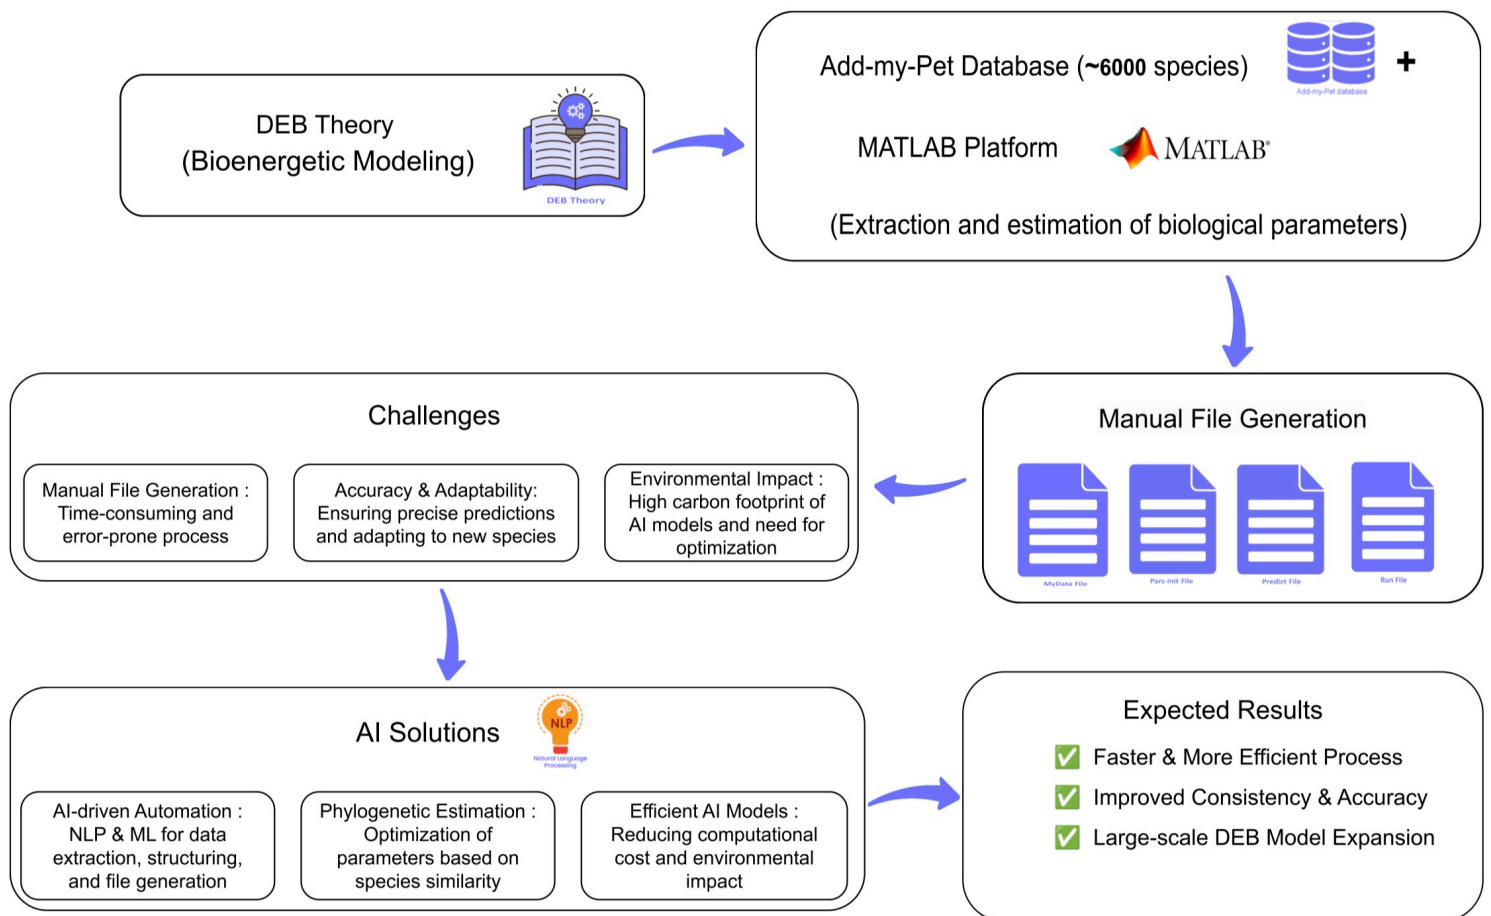 DEB Theory
(Bioenergetic Modeling)
DEB Theory
Add-my-Pet Database (~6000 species)
Add-my-Pet database
+
MATLAB Platform
MATLAB®
(Extraction and estimation of biological parameters)
Manual File Generation
MyData File
Pars-Init File
Predict File
Run File
Challenges
Manual File Generation :
Time-consuming and
error-prone process
Accuracy & Adaptability:
Ensuring precise predictions
and adapting to new species
Environmental Impact :
High carbon footprint of
AI models and need for
optimization
AI Solutions
NLP
Natural Language
Processing
AI-driven Automation :
NLP & ML for data
extraction, structuring,
and file generation
Phylogenetic Estimation :
Optimization of
parameters based on
species similarity
Efficient AI Models :
Reducing computational
cost and environmental
impact
Expected Results
✅ Faster & More Efficient Process
✅ Improved Consistency & Accuracy
✅ Large-scale DEB Model Expansion